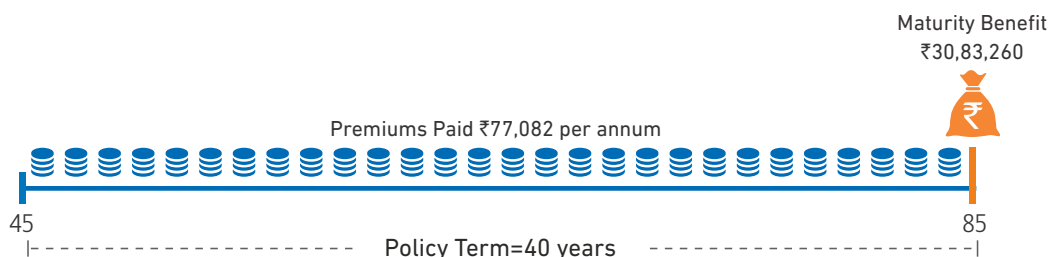 Maturity Benefit
₹30,83,260
₹
Premiums Paid ₹77,082 per annum
45
85
Policy Term=40 years